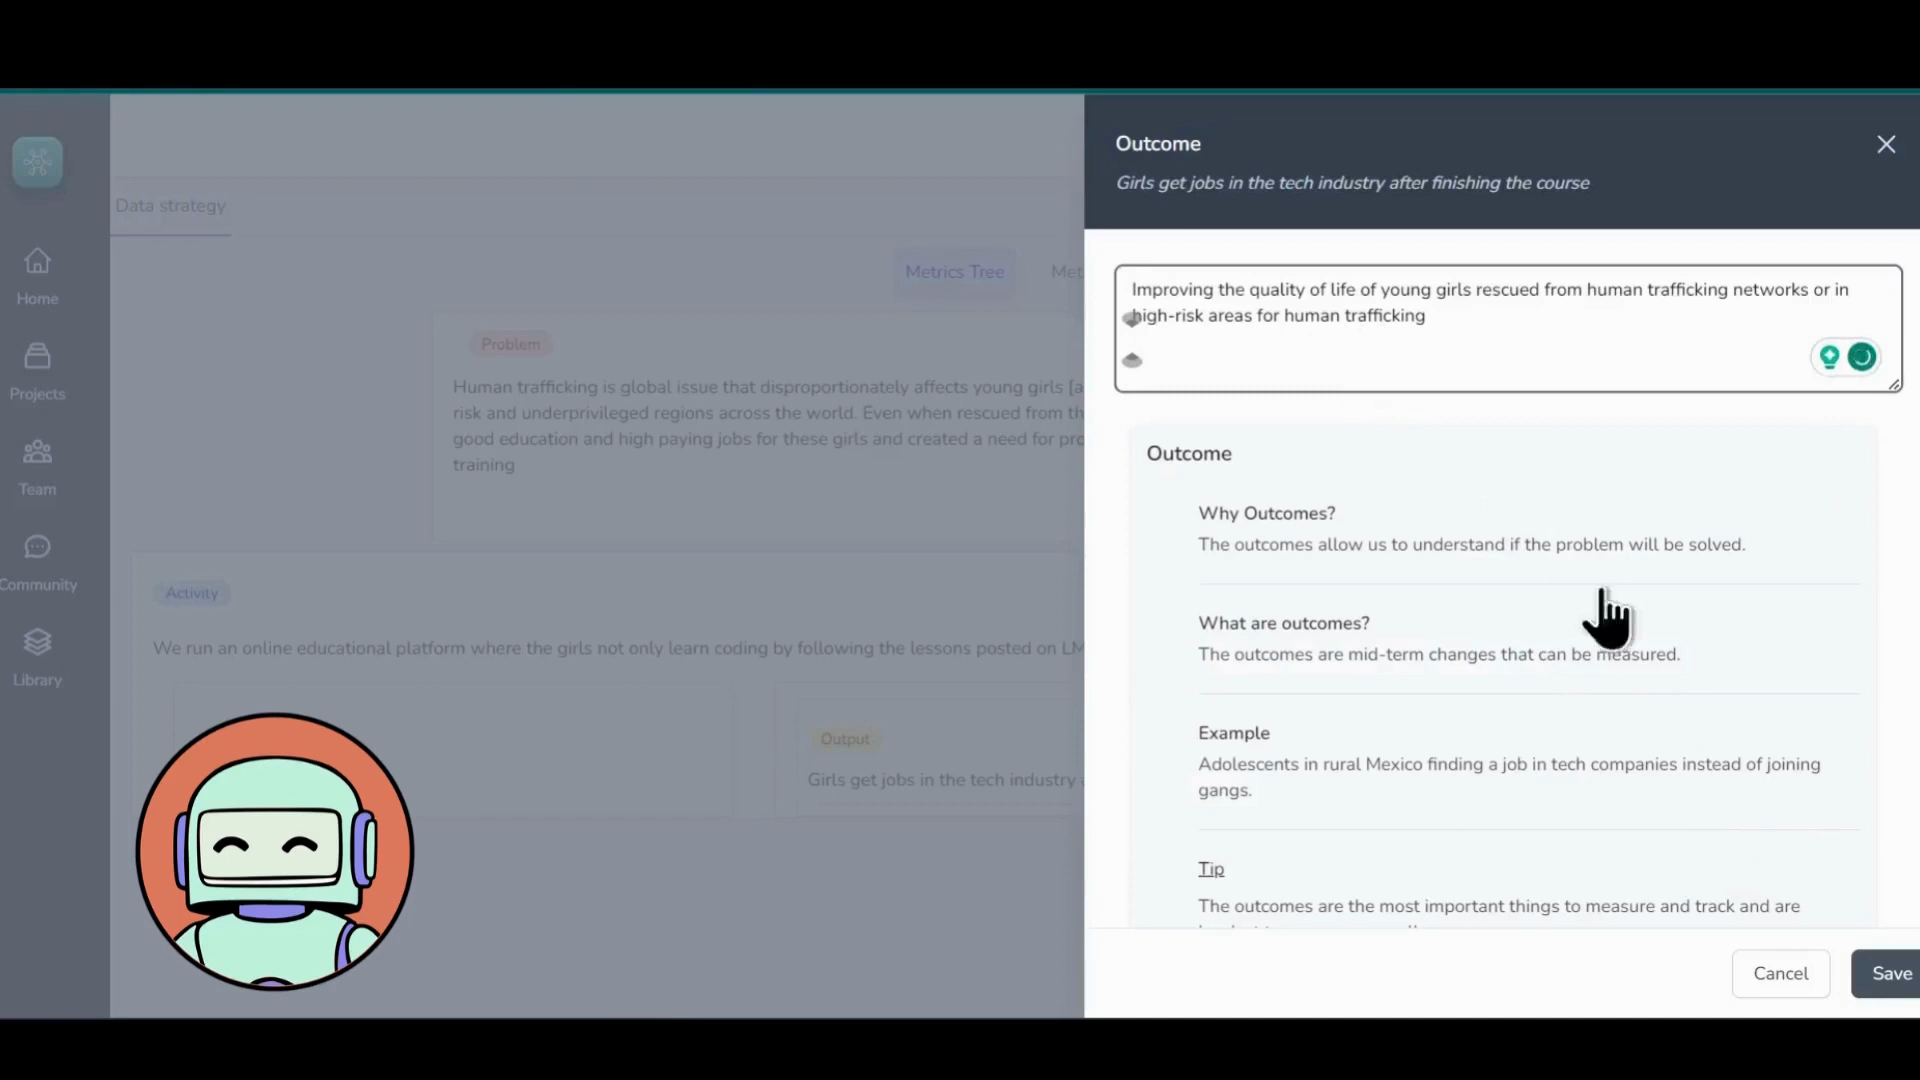 Home
Projects
Team
Community
Library
Data strategy
Metrics Tree
Problem
Human trafficking is global issue that disproportionately affects young girls [a
risk and underprivileged regions across the world. Even when rescued from th
good education and high paying jobs for these girls and created a need for pro
training
Activity
We run an online educational platform where the girls not only learn coding by following the lessons posted on LM
Output
Girls get jobs in the tech industry
Outcome
Girls get jobs in the tech industry after finishing the course
Improving the quality of life of young girls rescued from human trafficking networks or in
high-risk areas for human trafficking
Outcome
Why Outcomes?
The outcomes allow us to understand if the problem will be solved.
What are outcomes?
The outcomes are mid-term changes that can be measured.
Example
Adolescents in rural Mexico finding a job in tech companies instead of joining
gangs.
Tip
The outcomes are the most important things to measure and track and are
Cancel
Save